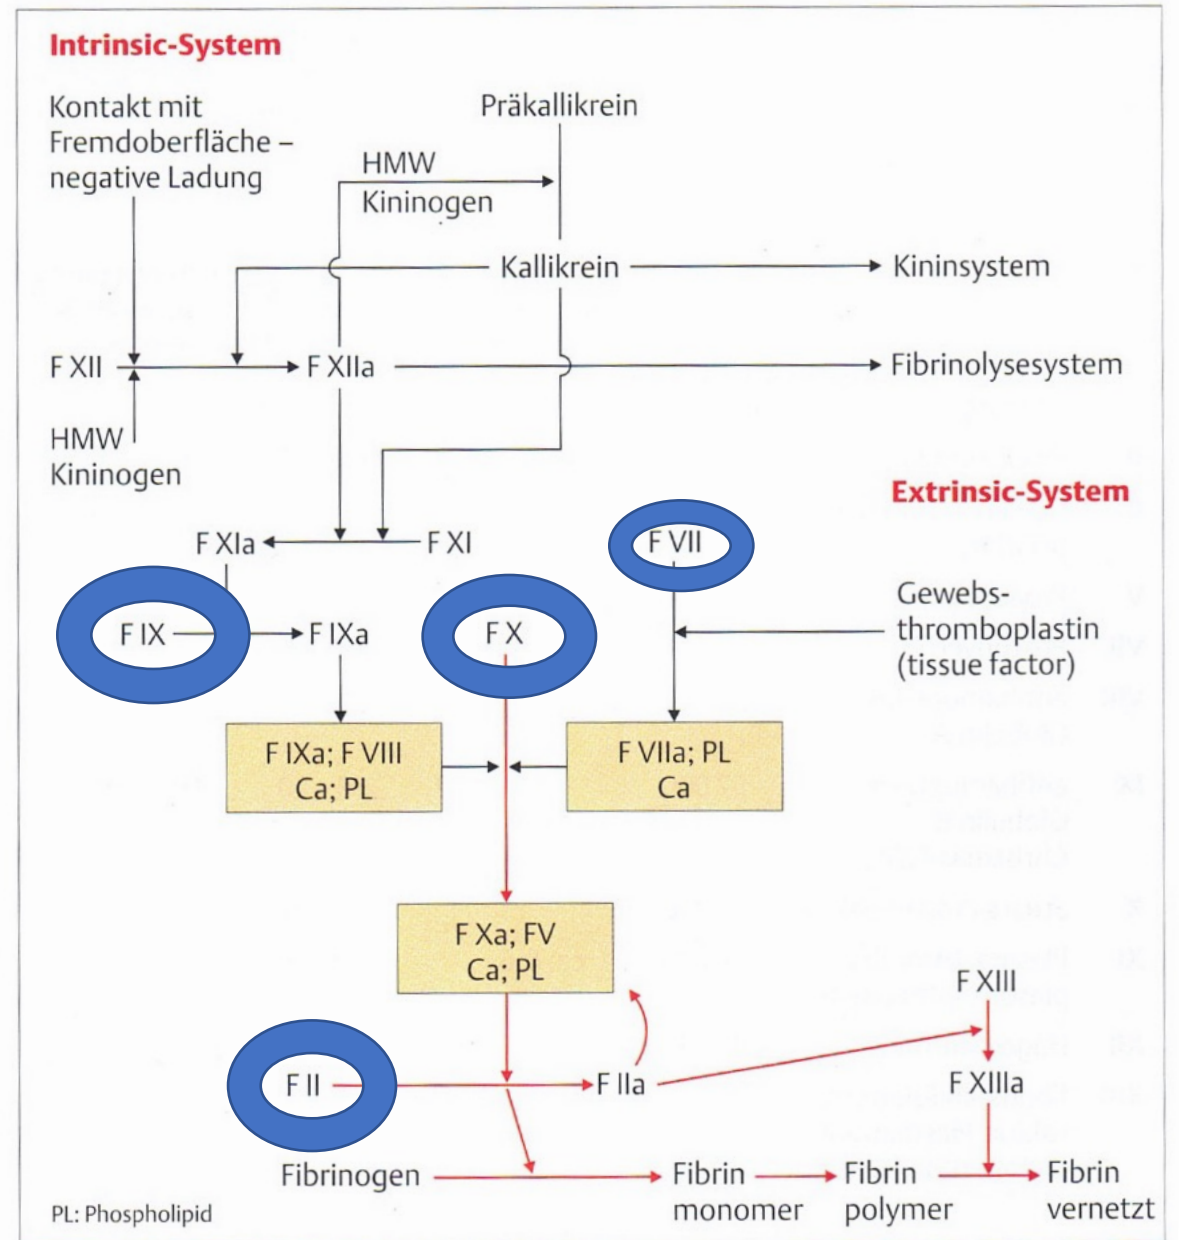 Intrinsic-System
Kontakt mit
Fremdoberfläche –
negative Ladung
Präkallikrein
HMW
Kininogen
Kallikrein
Kininsystem
F XII
F XIIa
Fibrinolysesystem
HMW
Kininogen
Extrinsic-System
F XIa
F XI
F VII
Gewebs-
thromboplastin
(tissue factor)
F IX
F IXa
F X
F IXa; F VIII
Ca; PL
F VIIa; PL
Ca
F Xa; FV
Ca; PL
F XIII
F II
F IIa
F XIIIa
Fibrinogen
Fibrin
monomer
Fibrin
polymer
Fibrin
vernetzt
PL: Phospholipid